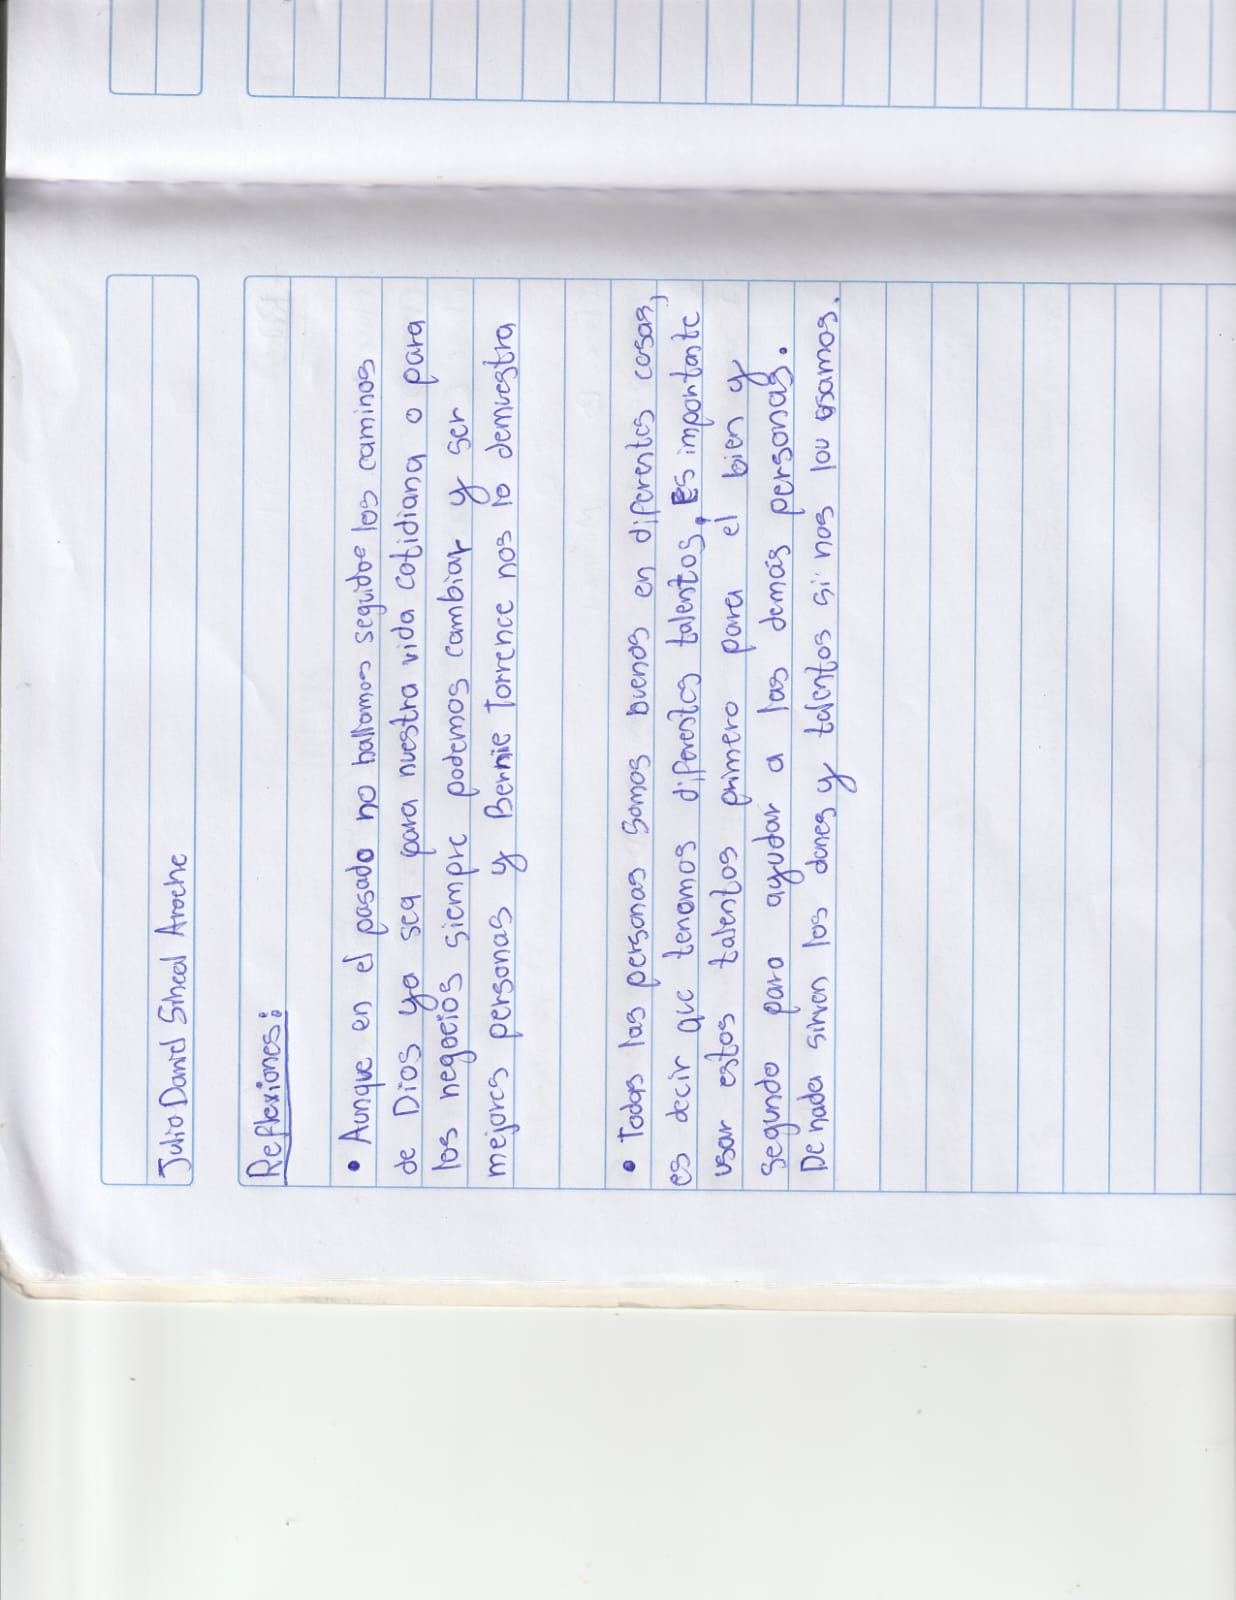 Julio Daniel Siheel Aroche
Reflexiones:
• Aunque en el pasado no hallamos seguidos los caminos
de Dios ya sea para nuestra vida cotidiana o para
los negocios siempre podemos cambiar y ser
mejores personas y Bernie Torrence nos lo demuestra
• Todas las personas somos buenos en diferentes cosas,
es decir que tenemos diferentes talentos. Es importante
usar estos talentos primero para el bien y
segundo para ayudar a las demás personas.
De nada sirven los dones y talentos si nos los usamos.